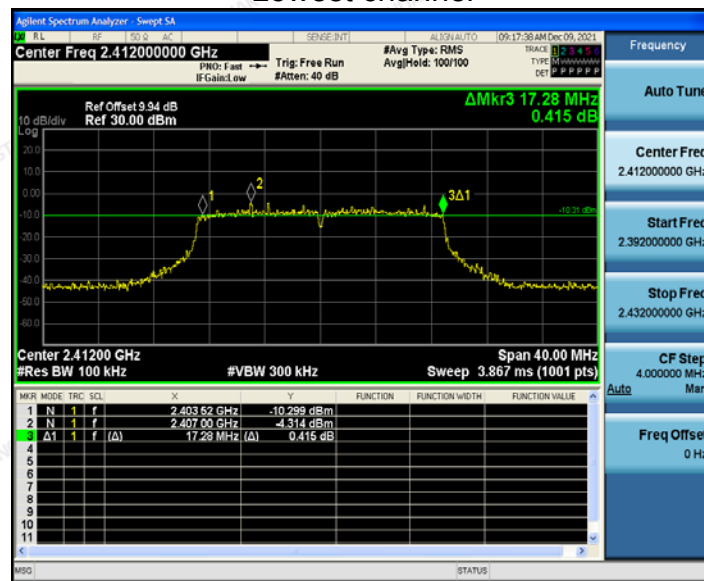 Lowest channel
Agilent Spectrum Analyzer - Swept SA
RL RF 50 Ω AC SENSE:INT ALIGN AUTO 09:17:38 AM Dec 09, 2021
Center Freq 2.412000000 GHz
PNO: Fast
IFGain:Low
Trig: Free Run
#Atten: 40 dB
#Avg Type: RMS
Avg|Hold: 100/100
TRACE 1 2 3 4 5 6
TYPE M
DET P P P P P P
Ref Offset 9.94 dB
10 dB/div Ref 30.00 dBm
Log
ΔMkr3 17.28 MHz
0.415 dB
20.0
10.0
0.00
-10.0
-20.0
-30.0
-40.0
-50.0
-60.0
1
2
3Δ1
-10.31 dBm
Center 2.41200 GHz Span 40.00 MHz
#Res BW 100 kHz #VBW 300 kHz Sweep 3.867 ms (1001 pts)
MKR MODE TRC SCL X Y FUNCTION FUNCTION WIDTH FUNCTION VALUE
1 N 1 f 2.403 52 GHz -10.299 dBm
2 N 1 f 2.407 00 GHz -4.314 dBm
3 Δ1 1 f (Δ) 17.28 MHz (Δ) 0.415 dB
4
5
6
7
8
9
10
11
MSG STATUS
Frequency
Auto Tune
Center Freq
2.412000000 GHz
Start Freq
2.392000000 GHz
Stop Freq
2.432000000 GHz
CF Step
4.000000 MHz
Auto Man
Freq Offset
0 Hz